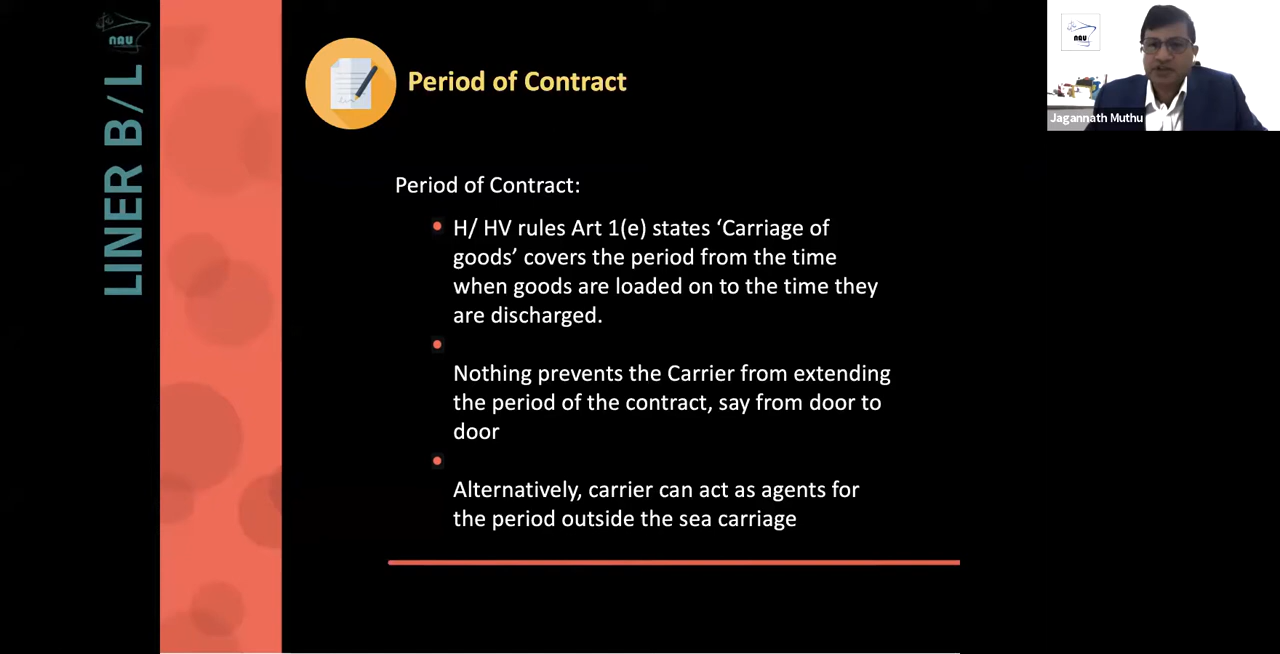 nau
LINER B/L
Period of Contract
Period of Contract:
H/ HV rules Art 1(e) states ‘Carriage of
goods’ covers the period from the time
when goods are loaded on to the time they
are discharged.
Nothing prevents the Carrier from extending
the period of the contract, say from door to
door
Alternatively, carrier can act as agents for
the period outside the sea carriage
nau
Jagannath Muthu